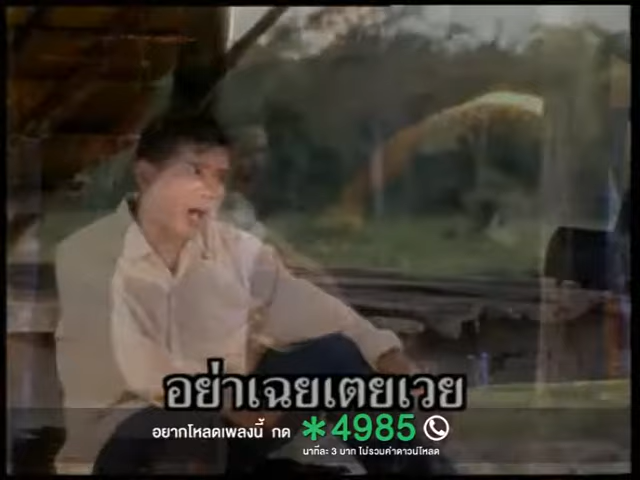 อย่าเฉยเตยเวย
อยากโหลดเพลงนี้ กด *4985
นาทีละ 3 บาท ไม่รวมค่าดาวน์โหลด